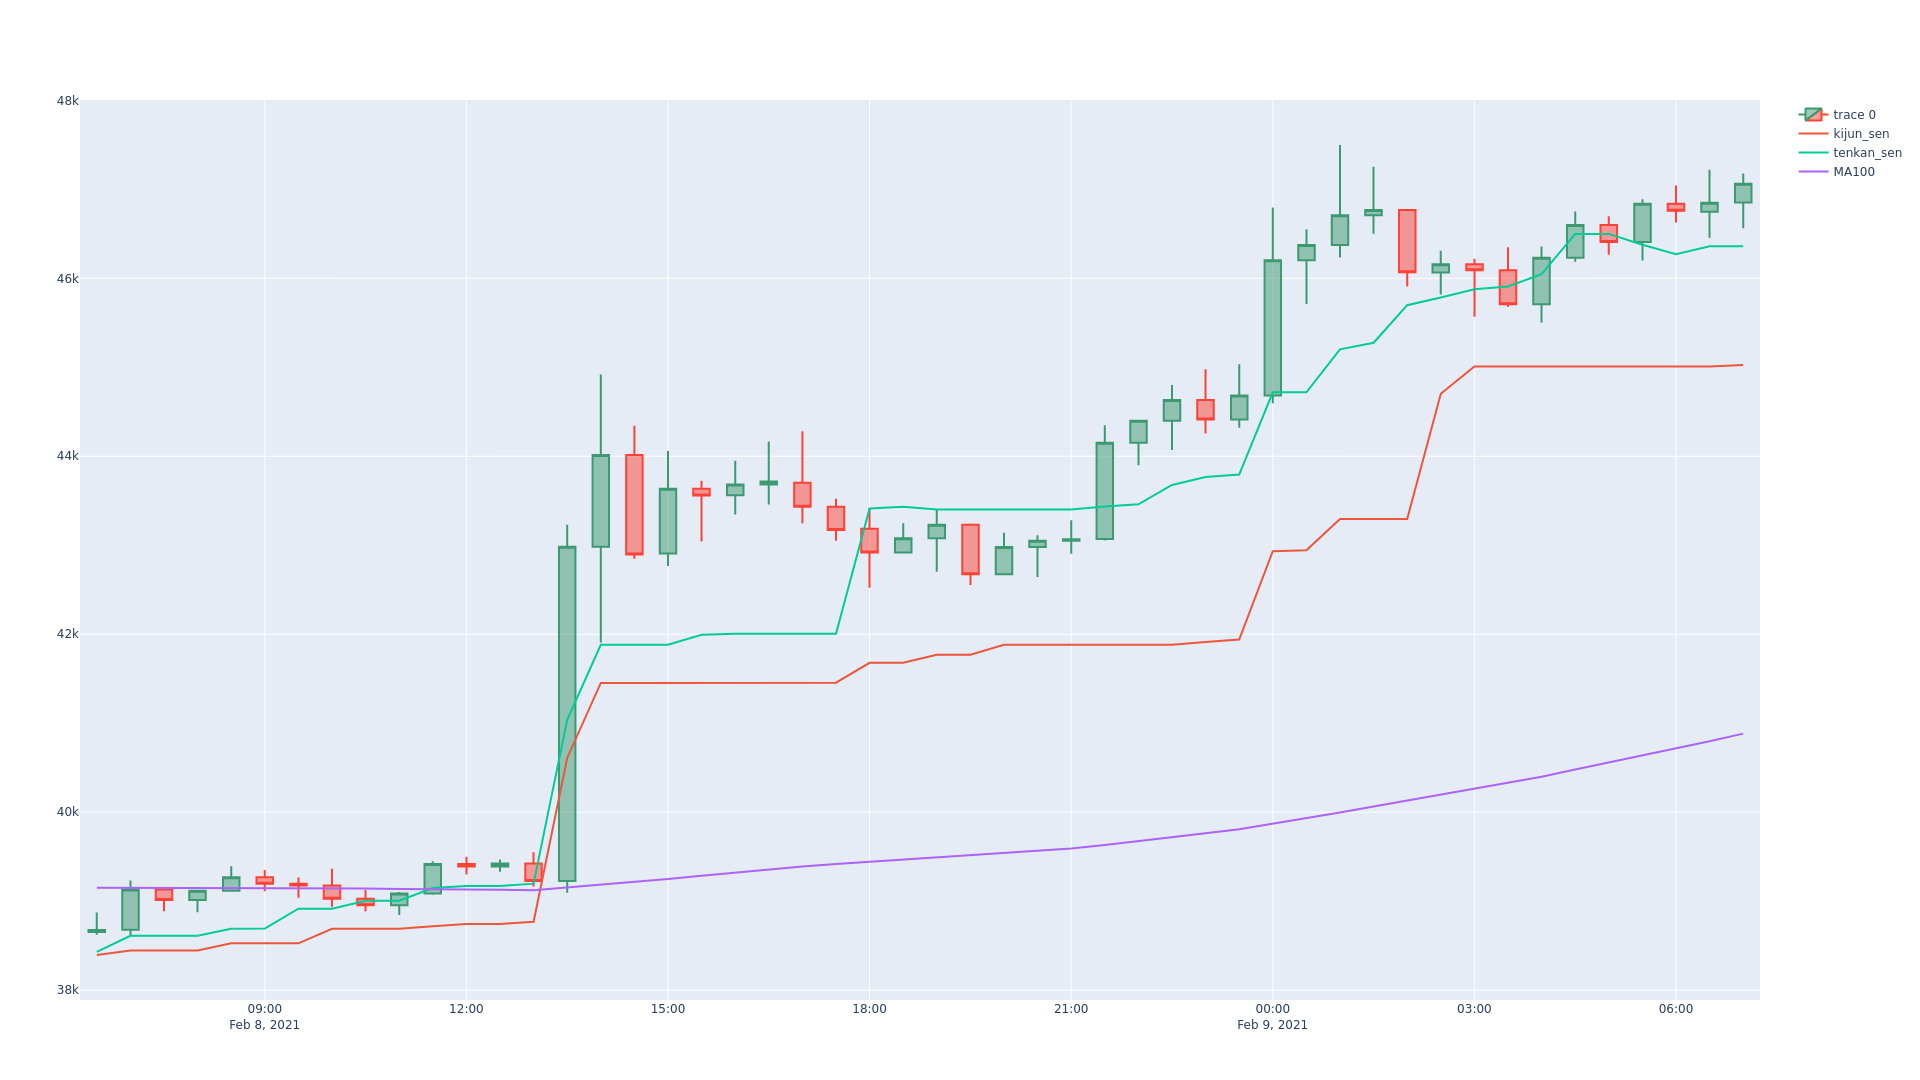 48k
46k
44k
42k
40k
38k
09:00
Feb 8, 2021
12:00
15:00
18:00
21:00
00:00
Feb 9, 2021
03:00
06:00
trace 0
kijun_sen
tenkan_sen
MA100